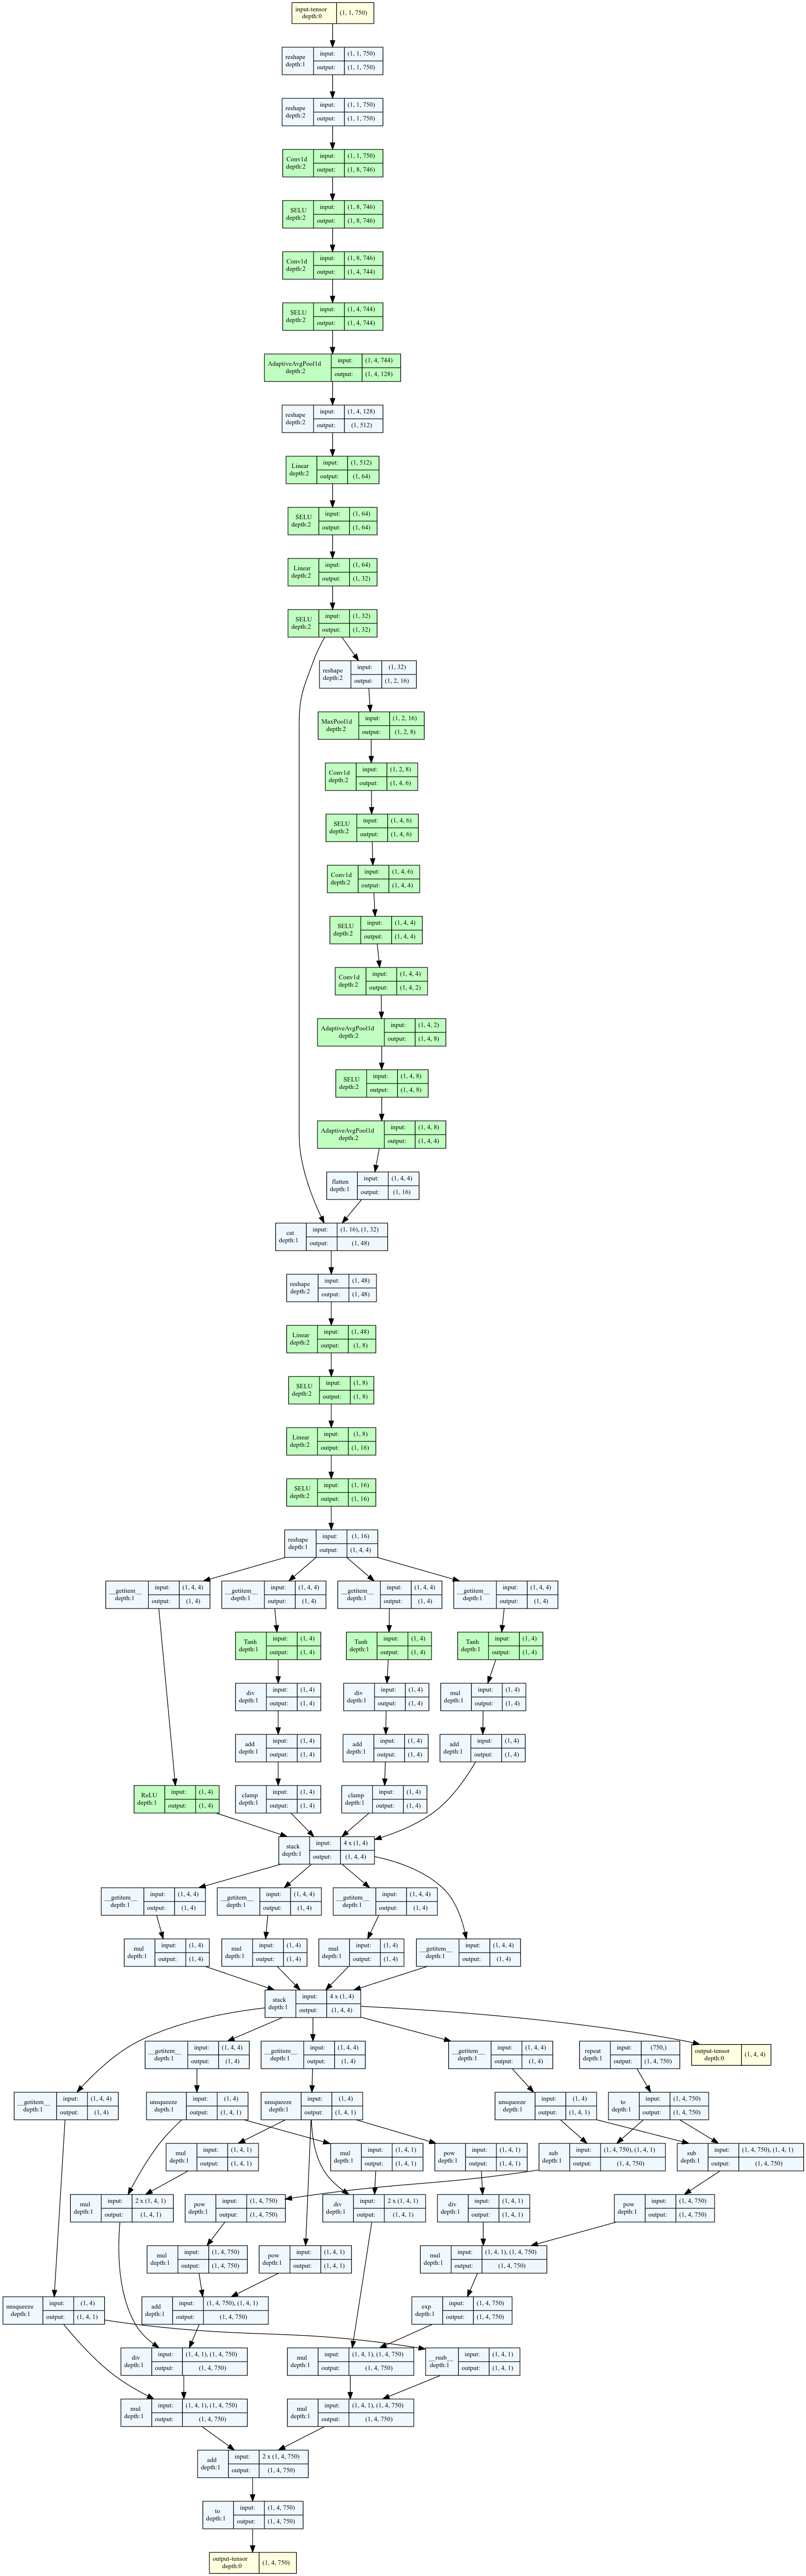 input-tensor
depth:0 (1, 1, 750)
reshape input: (1, 1, 750)
depth:1 output: (1, 1, 750)
reshape input: (1, 1, 750)
depth:2 output: (1, 1, 750)
Conv1d input: (1, 1, 750)
depth:2 output: (1, 8, 746)
SELU input: (1, 8, 746)
depth:2 output: (1, 8, 746)
Conv1d input: (1, 8, 746)
depth:2 output: (1, 4, 744)
SELU input: (1, 4, 744)
depth:2 output: (1, 4, 744)
AdaptiveAvgPool1d input: (1, 4, 744)
depth:2 output: (1, 4, 128)
reshape input: (1, 4, 128)
depth:2 output: (1, 512)
Linear input: (1, 512)
depth:2 output: (1, 64)
SELU input: (1, 64)
depth:2 output: (1, 64)
Linear input: (1, 64)
depth:2 output: (1, 32)
SELU input: (1, 32)
depth:2 output: (1, 32)
reshape input: (1, 32)
depth:2 output: (1, 2, 16)
MaxPool1d input: (1, 2, 16)
depth:2 output: (1, 2, 8)
Conv1d input: (1, 2, 8)
depth:2 output: (1, 4, 6)
SELU input: (1, 4, 6)
depth:2 output: (1, 4, 6)
Conv1d input: (1, 4, 6)
depth:2 output: (1, 4, 4)
SELU input: (1, 4, 4)
depth:2 output: (1, 4, 4)
Conv1d input: (1, 4, 4)
depth:2 output: (1, 4, 2)
AdaptiveAvgPool1d input: (1, 4, 2)
depth:2 output: (1, 4, 8)
SELU input: (1, 4, 8)
depth:2 output: (1, 4, 8)
AdaptiveAvgPool1d input: (1, 4, 8)
depth:2 output: (1, 4, 4)
flatten input: (1, 4, 4)
depth:1 output: (1, 16)
cat input: (1, 16), (1, 32)
depth:1 output: (1, 48)
reshape input: (1, 48)
depth:2 output: (1, 48)
Linear input: (1, 48)
depth:2 output: (1, 8)
SELU input: (1, 8)
depth:2 output: (1, 8)
Linear input: (1, 8)
depth:2 output: (1, 16)
SELU input: (1, 16)
depth:2 output: (1, 16)
reshape input: (1, 16)
depth:1 output: (1, 4, 4)
__getitem__ input: (1, 4, 4)
depth:1 output: (1, 4)
__getitem__ input: (1, 4, 4)
depth:1 output: (1, 4)
__getitem__ input: (1, 4, 4)
depth:1 output: (1, 4)
__getitem__ input: (1, 4, 4)
depth:1 output: (1, 4)
Tanh input: (1, 4)
depth:1 output: (1, 4)
Tanh input: (1, 4)
depth:1 output: (1, 4)
Tanh input: (1, 4)
depth:1 output: (1, 4)
div input: (1, 4)
depth:1 output: (1, 4)
div input: (1, 4)
depth:1 output: (1, 4)
mul input: (1, 4)
depth:1 output: (1, 4)
add input: (1, 4)
depth:1 output: (1, 4)
add input: (1, 4)
depth:1 output: (1, 4)
add input: (1, 4)
depth:1 output: (1, 4)
ReLU input: (1, 4)
depth:1 output: (1, 4)
clamp input: (1, 4)
depth:1 output: (1, 4)
clamp input: (1, 4)
depth:1 output: (1, 4)
stack input: 4 x (1, 4)
depth:1 output: (1, 4, 4)
__getitem__ input: (1, 4, 4)
depth:1 output: (1, 4)
__getitem__ input: (1, 4, 4)
depth:1 output: (1, 4)
__getitem__ input: (1, 4, 4)
depth:1 output: (1, 4)
mul input: (1, 4)
depth:1 output: (1, 4)
mul input: (1, 4)
depth:1 output: (1, 4)
mul input: (1, 4)
depth:1 output: (1, 4)
__getitem__ input: (1, 4, 4)
depth:1 output: (1, 4)
stack input: 4 x (1, 4)
depth:1 output: (1, 4, 4)
__getitem__ input: (1, 4, 4)
depth:1 output: (1, 4)
__getitem__ input: (1, 4, 4)
depth:1 output: (1, 4)
__getitem__ input: (1, 4, 4)
depth:1 output: (1, 4)
repeat input: (750,)
depth:1 output: (1, 4, 750)
output-tensor
depth:0 (1, 4, 4)
__getitem__ input: (1, 4, 4)
depth:1 output: (1, 4)
unsqueeze input: (1, 4)
depth:1 output: (1, 4, 1)
unsqueeze input: (1, 4)
depth:1 output: (1, 4, 1)
unsqueeze input: (1, 4)
depth:1 output: (1, 4, 1)
to input: (1, 4, 750)
depth:1 output: (1, 4, 750)
mul input: (1, 4, 1)
depth:1 output: (1, 4, 1)
mul input: (1, 4, 1)
depth:1 output: (1, 4, 1)
pow input: (1, 4, 1)
depth:1 output: (1, 4, 1)
sub input: (1, 4, 750), (1, 4, 1)
depth:1 output: (1, 4, 750)
sub input: (1, 4, 750), (1, 4, 1)
depth:1 output: (1, 4, 750)
mul input: 2 x (1, 4, 1)
depth:1 output: (1, 4, 1)
pow input: (1, 4, 750)
depth:1 output: (1, 4, 750)
div input: 2 x (1, 4, 1)
depth:1 output: (1, 4, 1)
div input: (1, 4, 1)
depth:1 output: (1, 4, 1)
pow input: (1, 4, 750)
depth:1 output: (1, 4, 750)
mul input: (1, 4, 750)
depth:1 output: (1, 4, 750)
pow input: (1, 4, 1)
depth:1 output: (1, 4, 1)
mul input: (1, 4, 1), (1, 4, 750)
depth:1 output: (1, 4, 750)
unsqueeze input: (1, 4)
depth:1 output: (1, 4, 1)
add input: (1, 4, 750), (1, 4, 1)
depth:1 output: (1, 4, 750)
exp input: (1, 4, 750)
depth:1 output: (1, 4, 750)
div input: (1, 4, 1), (1, 4, 750)
depth:1 output: (1, 4, 750)
mul input: (1, 4, 1), (1, 4, 750)
depth:1 output: (1, 4, 750)
__rsub__ input: (1, 4, 1)
depth:1 output: (1, 4, 1)
mul input: (1, 4, 1), (1, 4, 750)
depth:1 output: (1, 4, 750)
mul input: (1, 4, 1), (1, 4, 750)
depth:1 output: (1, 4, 750)
add input: 2 x (1, 4, 750)
depth:1 output: (1, 4, 750)
to input: (1, 4, 750)
depth:1 output: (1, 4, 750)
output-tensor
depth:0 (1, 4, 750)